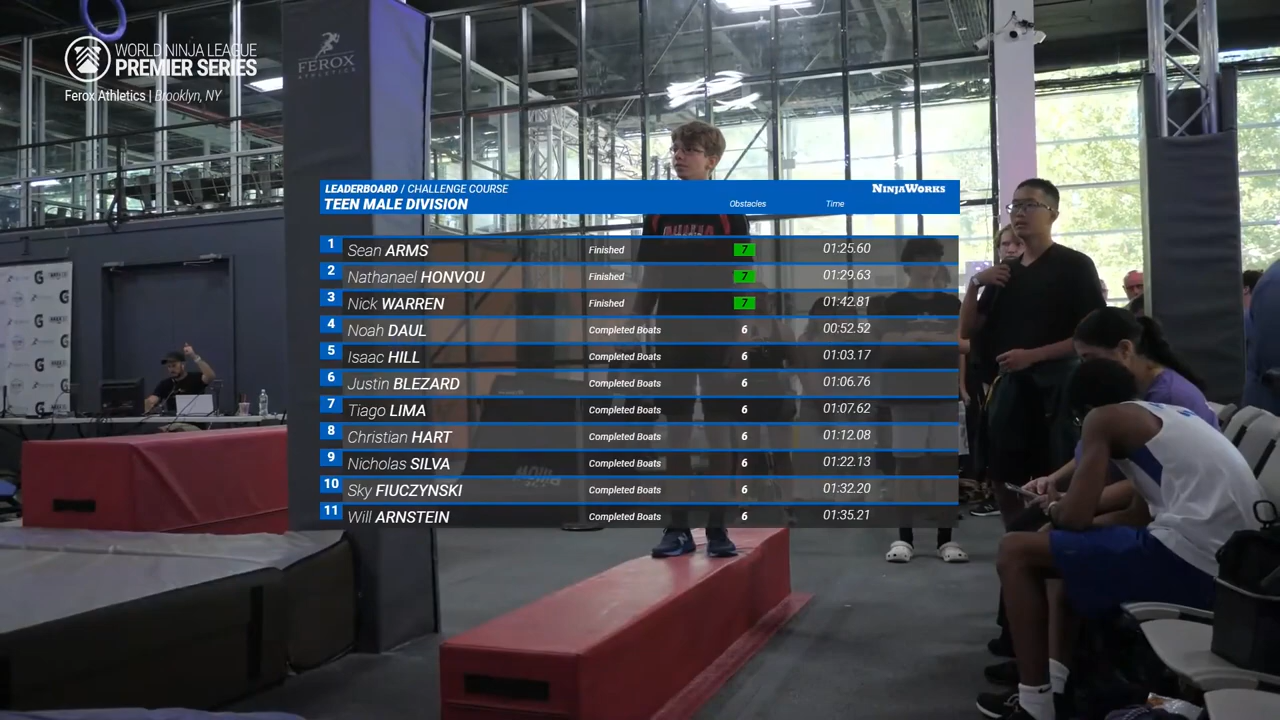 WORLD NINJA LEAGUE
PREMIER SERIES
Ferox Athletics | Brooklyn, NY
FEROX
ATHLETICS
LEADERBOARD / CHALLENGE COURSE
NINJAWORKS
TEEN MALE DIVISION
Obstacles Time
1 Sean ARMS Finished 7 01:25.60
2 Nathanael HONVOU Finished 7 01:29.63
3 Nick WARREN Finished 7 01:42.81
4 Noah DAUL Completed Boats 6 00:52.52
5 Isaac HILL Completed Boats 6 01:03.17
6 Justin BLEZARD Completed Boats 6 01:06.76
7 Tiago LIMA Completed Boats 6 01:07.62
8 Christian HART Completed Boats 6 01:12.08
9 Nicholas SILVA Completed Boats 6 01:22.13
10 Sky FIUCZYNSKI Completed Boats 6 01:32.20
11 Will ARNSTEIN Completed Boats 6 01:35.21